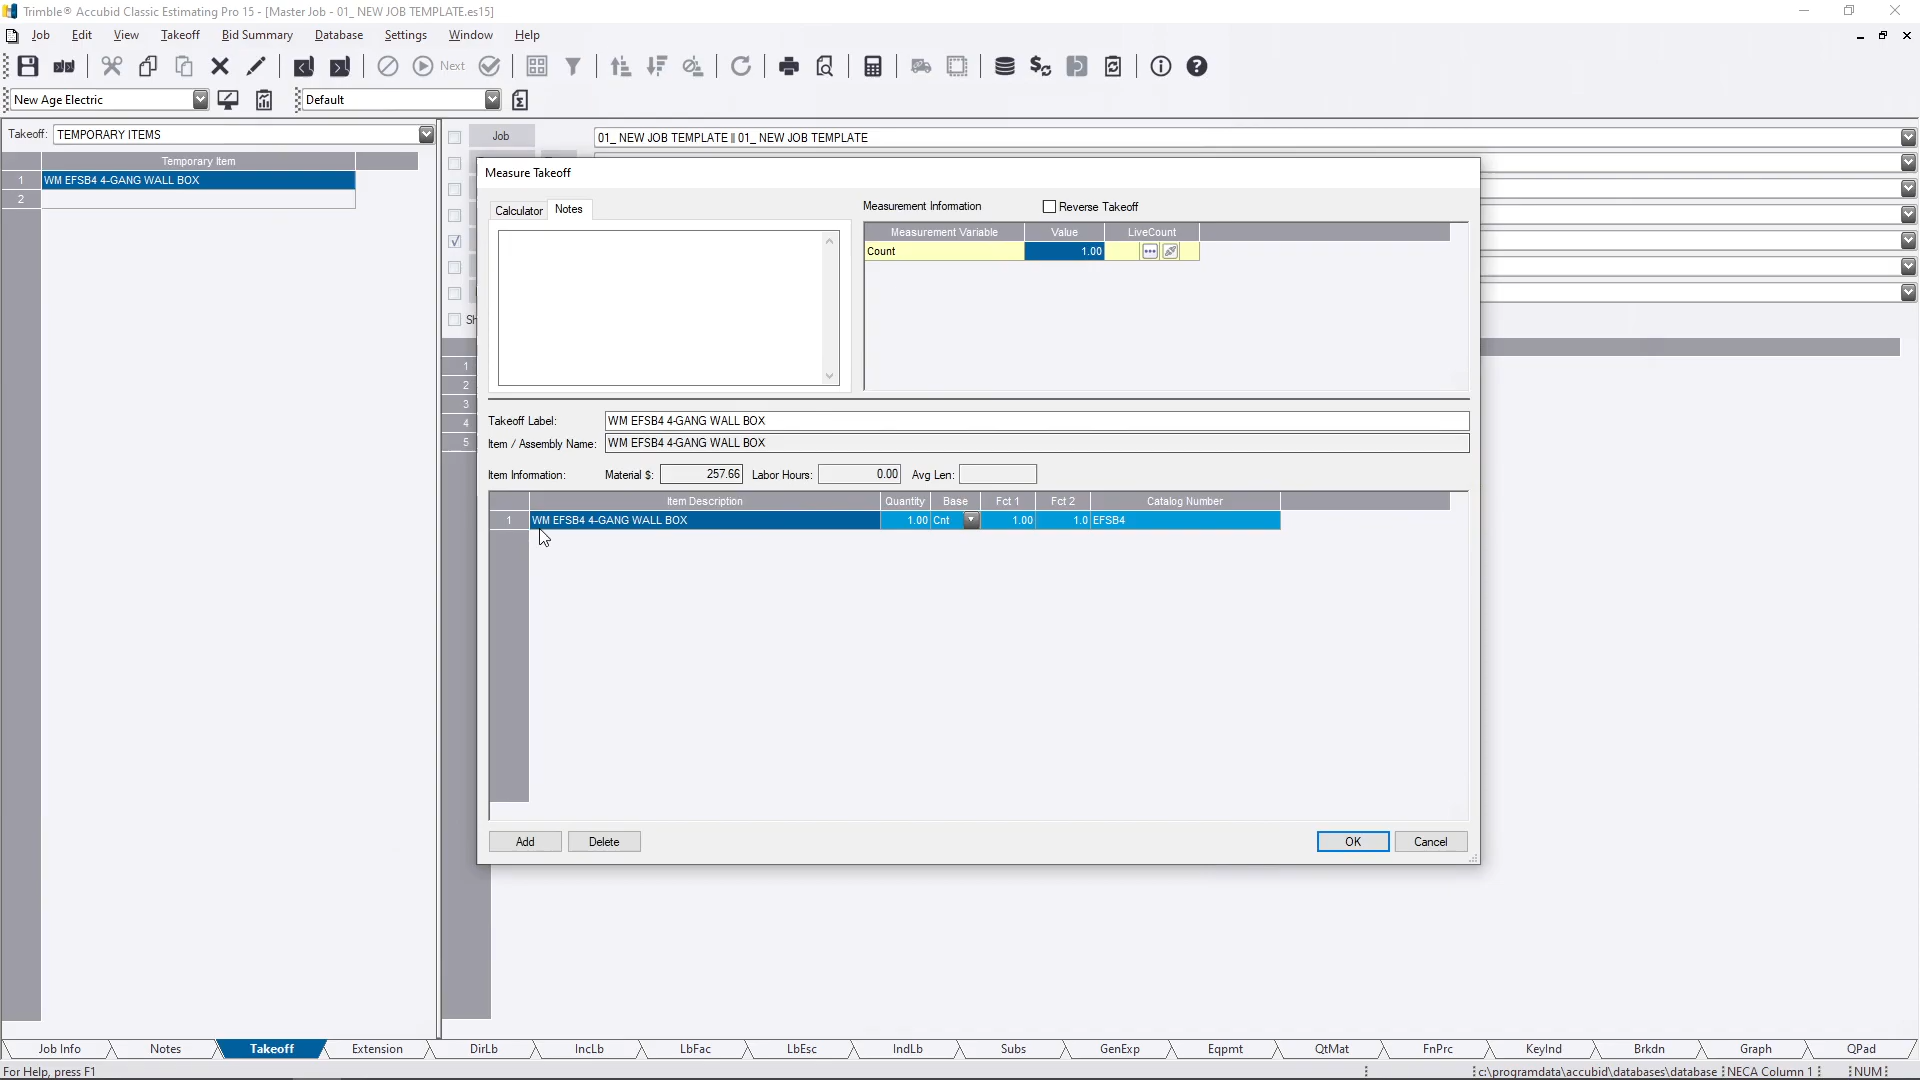 Trimble® Accubid Classic Estimating Pro 15 - [Master Job - 01_ NEW JOB TEMPLATE.es15]
Job Edit View Takeoff Bid Summary Database Settings Window Help
Next
New Age Electric Default
Takeoff: TEMPORARY ITEMS
Temporary Item
1 WM EFSB4 4-GANG WALL BOX
2
Job 01_ NEW JOB TEMPLATE || 01_ NEW JOB TEMPLATE
Sh
1
2
3
4
5
Measure Takeoff
Calculator Notes
Measurement Information Reverse Takeoff
Measurement Variable Value LiveCount
Count 1.00
Takeoff Label: WM EFSB4 4-GANG WALL BOX
Item / Assembly Name: WM EFSB4 4-GANG WALL BOX
Item Information: Material $: 257.66 Labor Hours: 0.00 Avg Len:
Item Description Quantity Base Fct 1 Fct 2 Catalog Number
1 WM EFSB4 4-GANG WALL BOX 1.00 Cnt 1.00 1.0 EFSB4
Add Delete OK Cancel
Job Info Notes Takeoff Extension DirLb IncLb LbFac LbEsc IndLb Subs GenExp Eqpmt QtMat FnPrc KeyInd Brkdn Graph QPad
For Help, press F1 c:\programdata\accubid\databases\database NECA Column 1 NUM